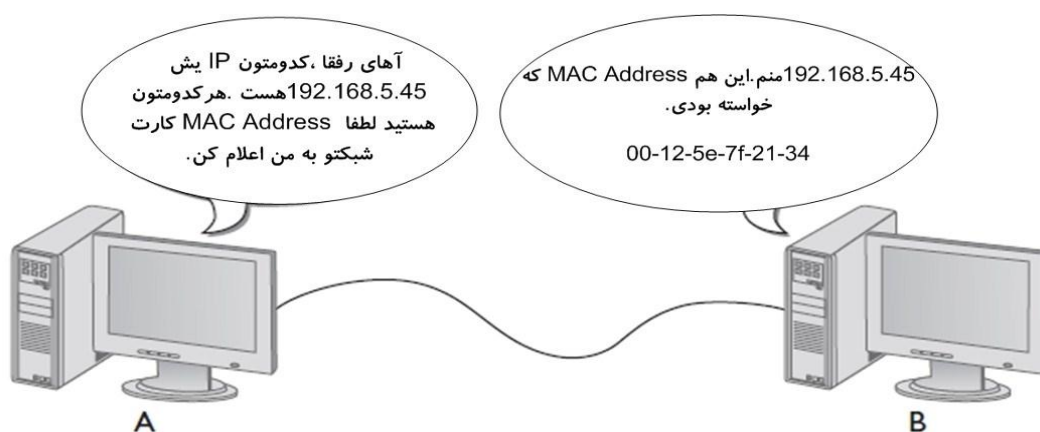 آهای رفقا ،کدومتون IP یش
192.168.5.45هست .هرکدومتون
هستید لطفا MAC Address کارت
شبکتو به من اعلام کن.
192.168.5.45منم.این هم MAC Address که
خواسته بودی.
00-12-5e-7f-21-34
A
B